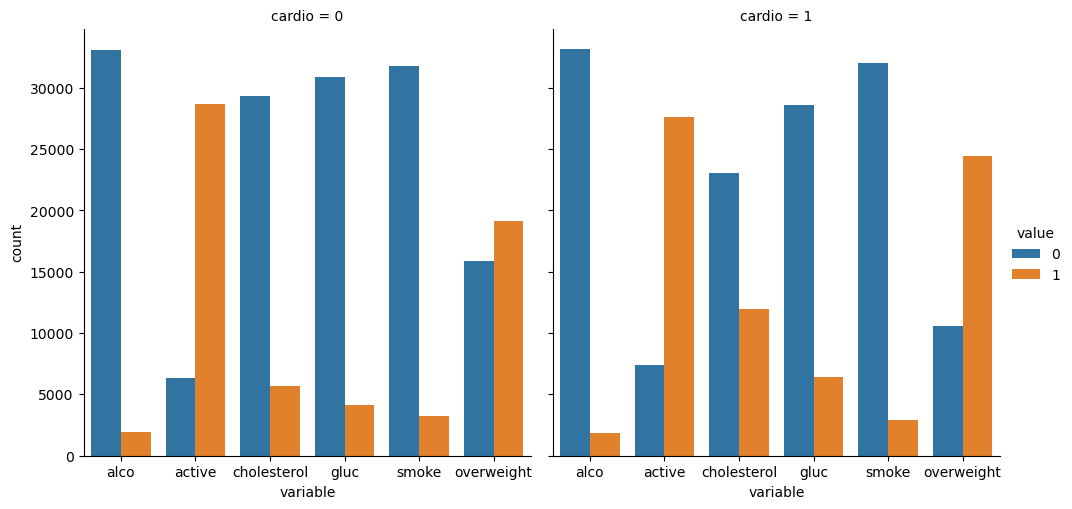 cardio = 0
cardio = 1
count
30000
25000
20000
15000
10000
5000
0
alco active cholesterol gluc smoke overweight
variable
alco active cholesterol gluc smoke overweight
variable
value
0
1